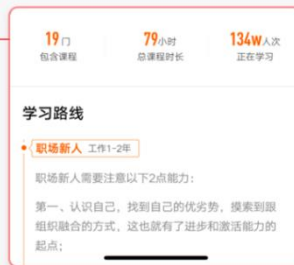 19门 79小时 134w人次
包含课程 总课程时长 正在学习
学习路线
职场新人 工作1-2年
职场新人需要注意以下2点能力：
第一、认识自己，找到自己的优劣势，摸索到跟
组织融合的方式，这也就有了进步和激活能力的
起点；